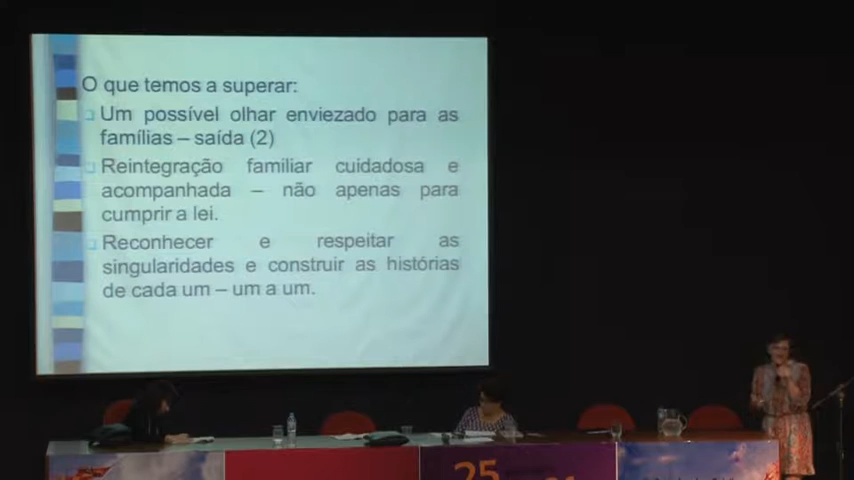 O que temos a superar:
Um possível olhar enviezado para as
famílias – saída (2)
Reintegração familiar cuidadosa e
acompanhada – não apenas para
cumprir a lei.
Reconhecer e respeitar as
singularidades e construir as histórias
de cada um – um a um.
25